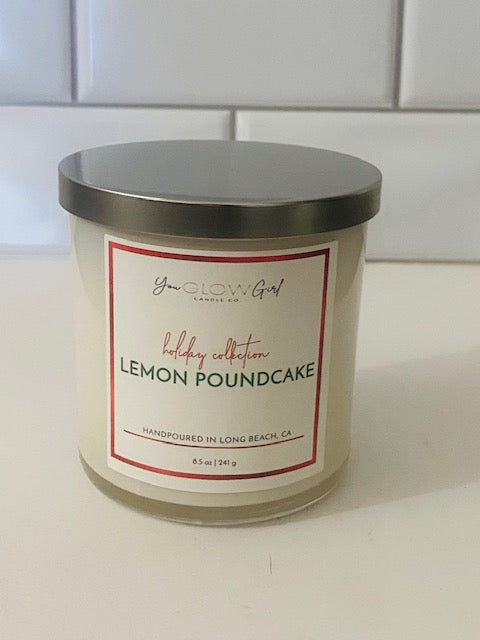 You GLOW Girl
CANDLE CO.
holiday collection
LEMON POUNDCAKE
HANDPOURED IN LONG BEACH, CA
8.5 oz | 241 g